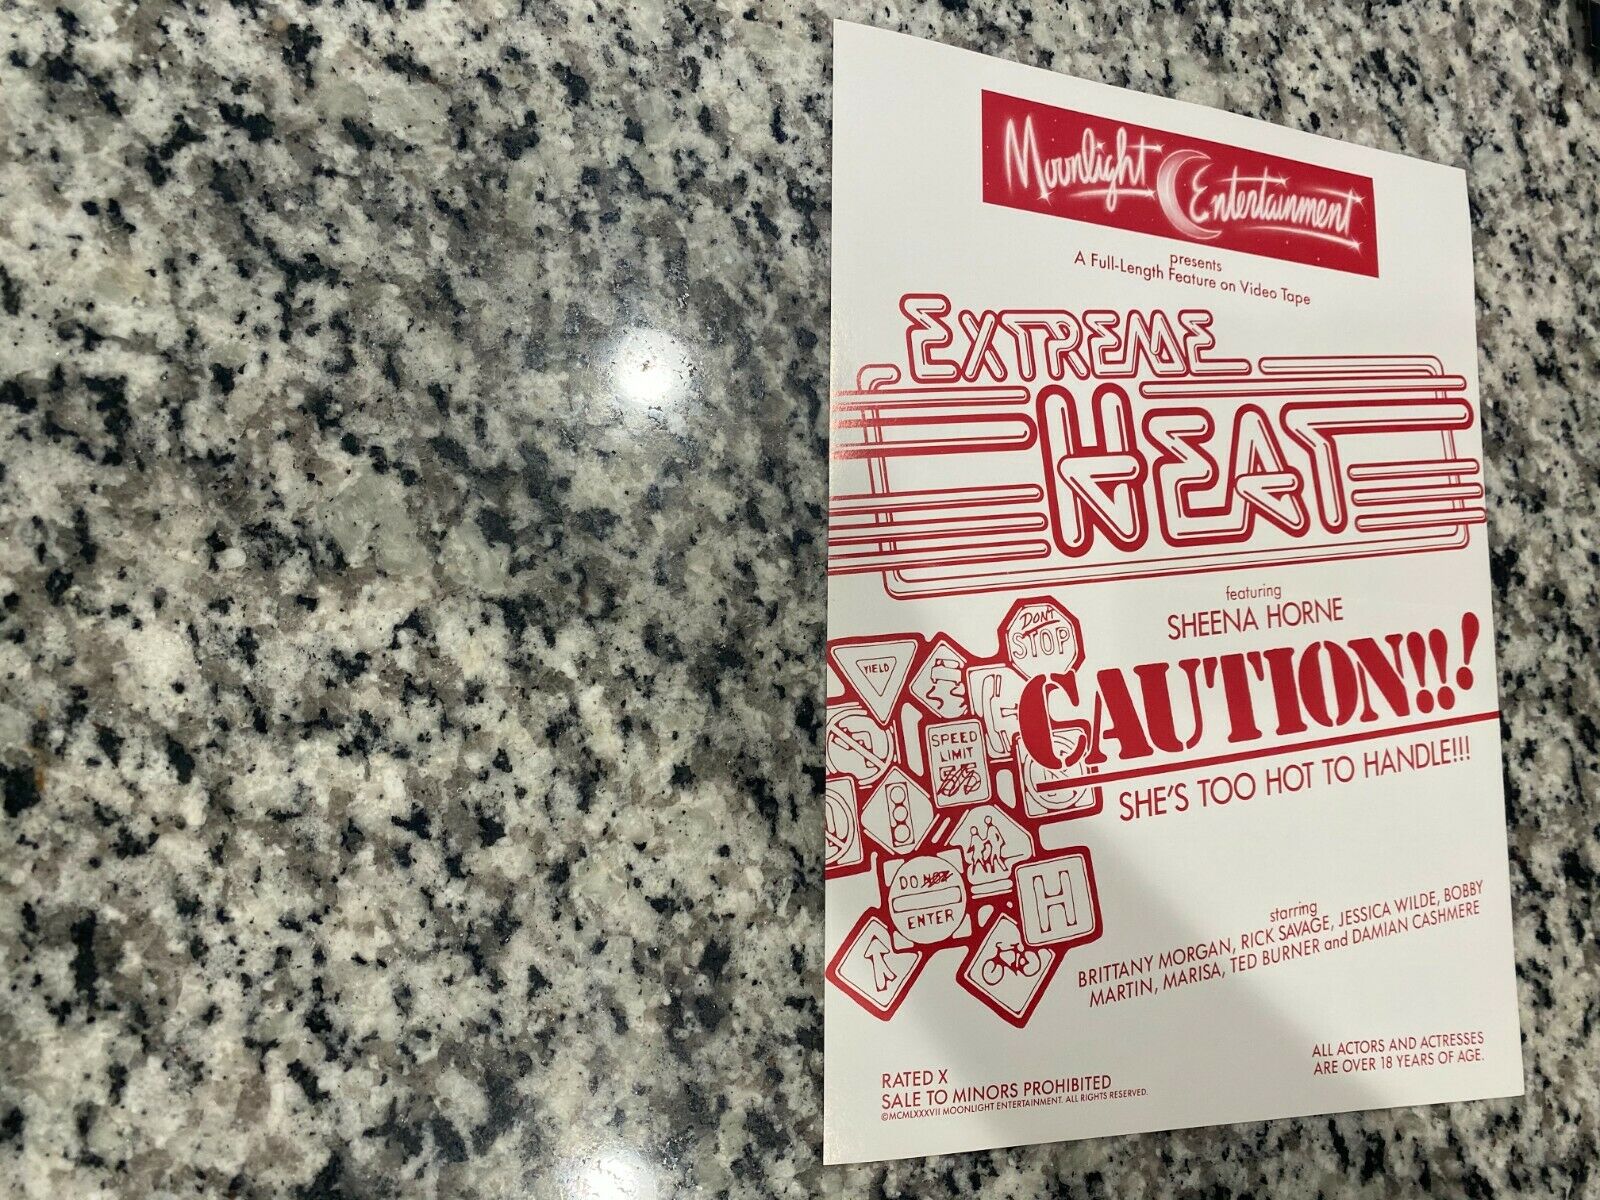 Moonlight Entertainment
presents
A Full-Length Feature on Video Tape
EXTREME
HEAT
featuring
SHEENA HORNE
CAUTION!!!
SHE'S TOO HOT TO HANDLE!!!
DON'T
STOP
YIELD
SPEED
LIMIT
55
DO NOT
ENTER
H
starring
BRITTANY MORGAN, RICK SAVAGE, JESSICA WILDE, BOBBY
MARTIN, MARISA, TED BURNER and DAMIAN CASHMERE
ALL ACTORS AND ACTRESSES
ARE OVER 18 YEARS OF AGE.
RATED X
SALE TO MINORS PROHIBITED
©MCMLXXXVII MOONLIGHT ENTERTAINMENT. ALL RIGHTS RESERVED.